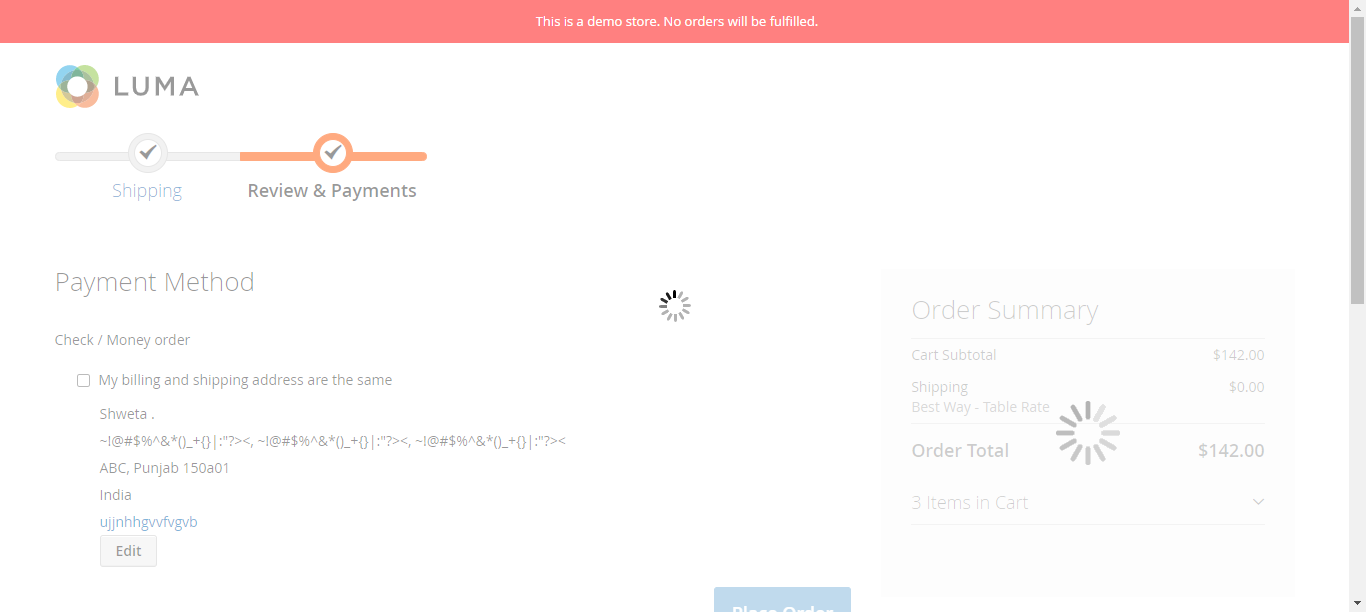 This is a demo store. No orders will be fulfilled.
LUMA
Shipping
Review & Payments
Payment Method
Check / Money order
My billing and shipping address are the same
Shweta .
~!@#$%^&*()_+{}|:"?><, ~!@#$%^&*()_+{}|:"?><, ~!@#$%^&*()_+{}|:"?><
ABC, Punjab 150a01
India
ujjnhhgvvfvgvb
Edit
Place Order
Order Summary
Cart Subtotal $142.00
Shipping $0.00
Best Way - Table Rate
Order Total $142.00
3 Items in Cart